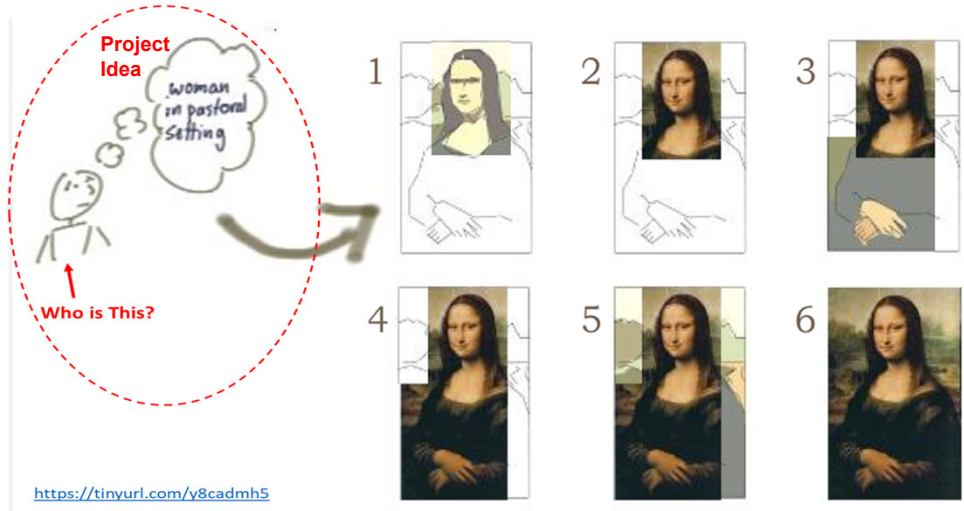 Project
Idea
woman
in pastoral
setting
Who is This?
1
2
3
4
5
6
https://tinyurl.com/y8cadmh5